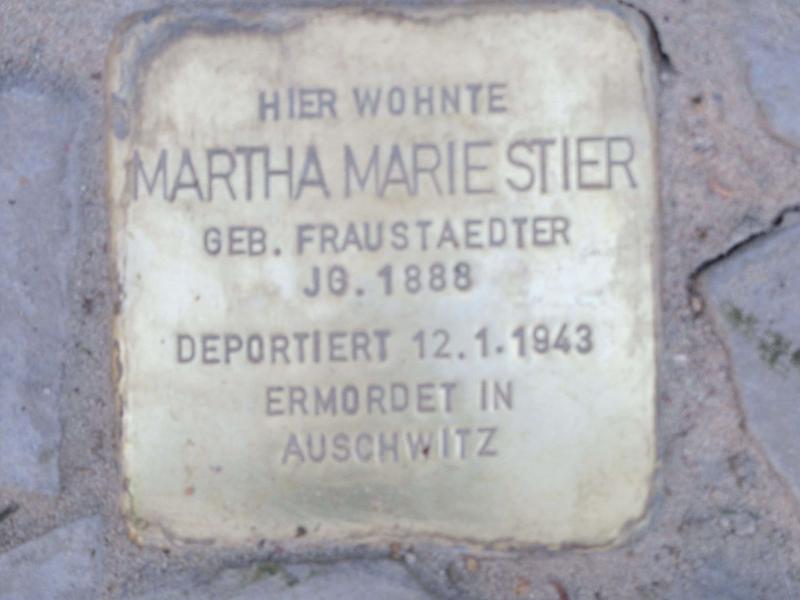 HIER WOHNTE
MARTHA MARIE STIER
GEB. FRAUSTAEDTER
JG. 1888
DEPORTIERT 12.1.1943
ERMORDET IN
AUSCHWITZ